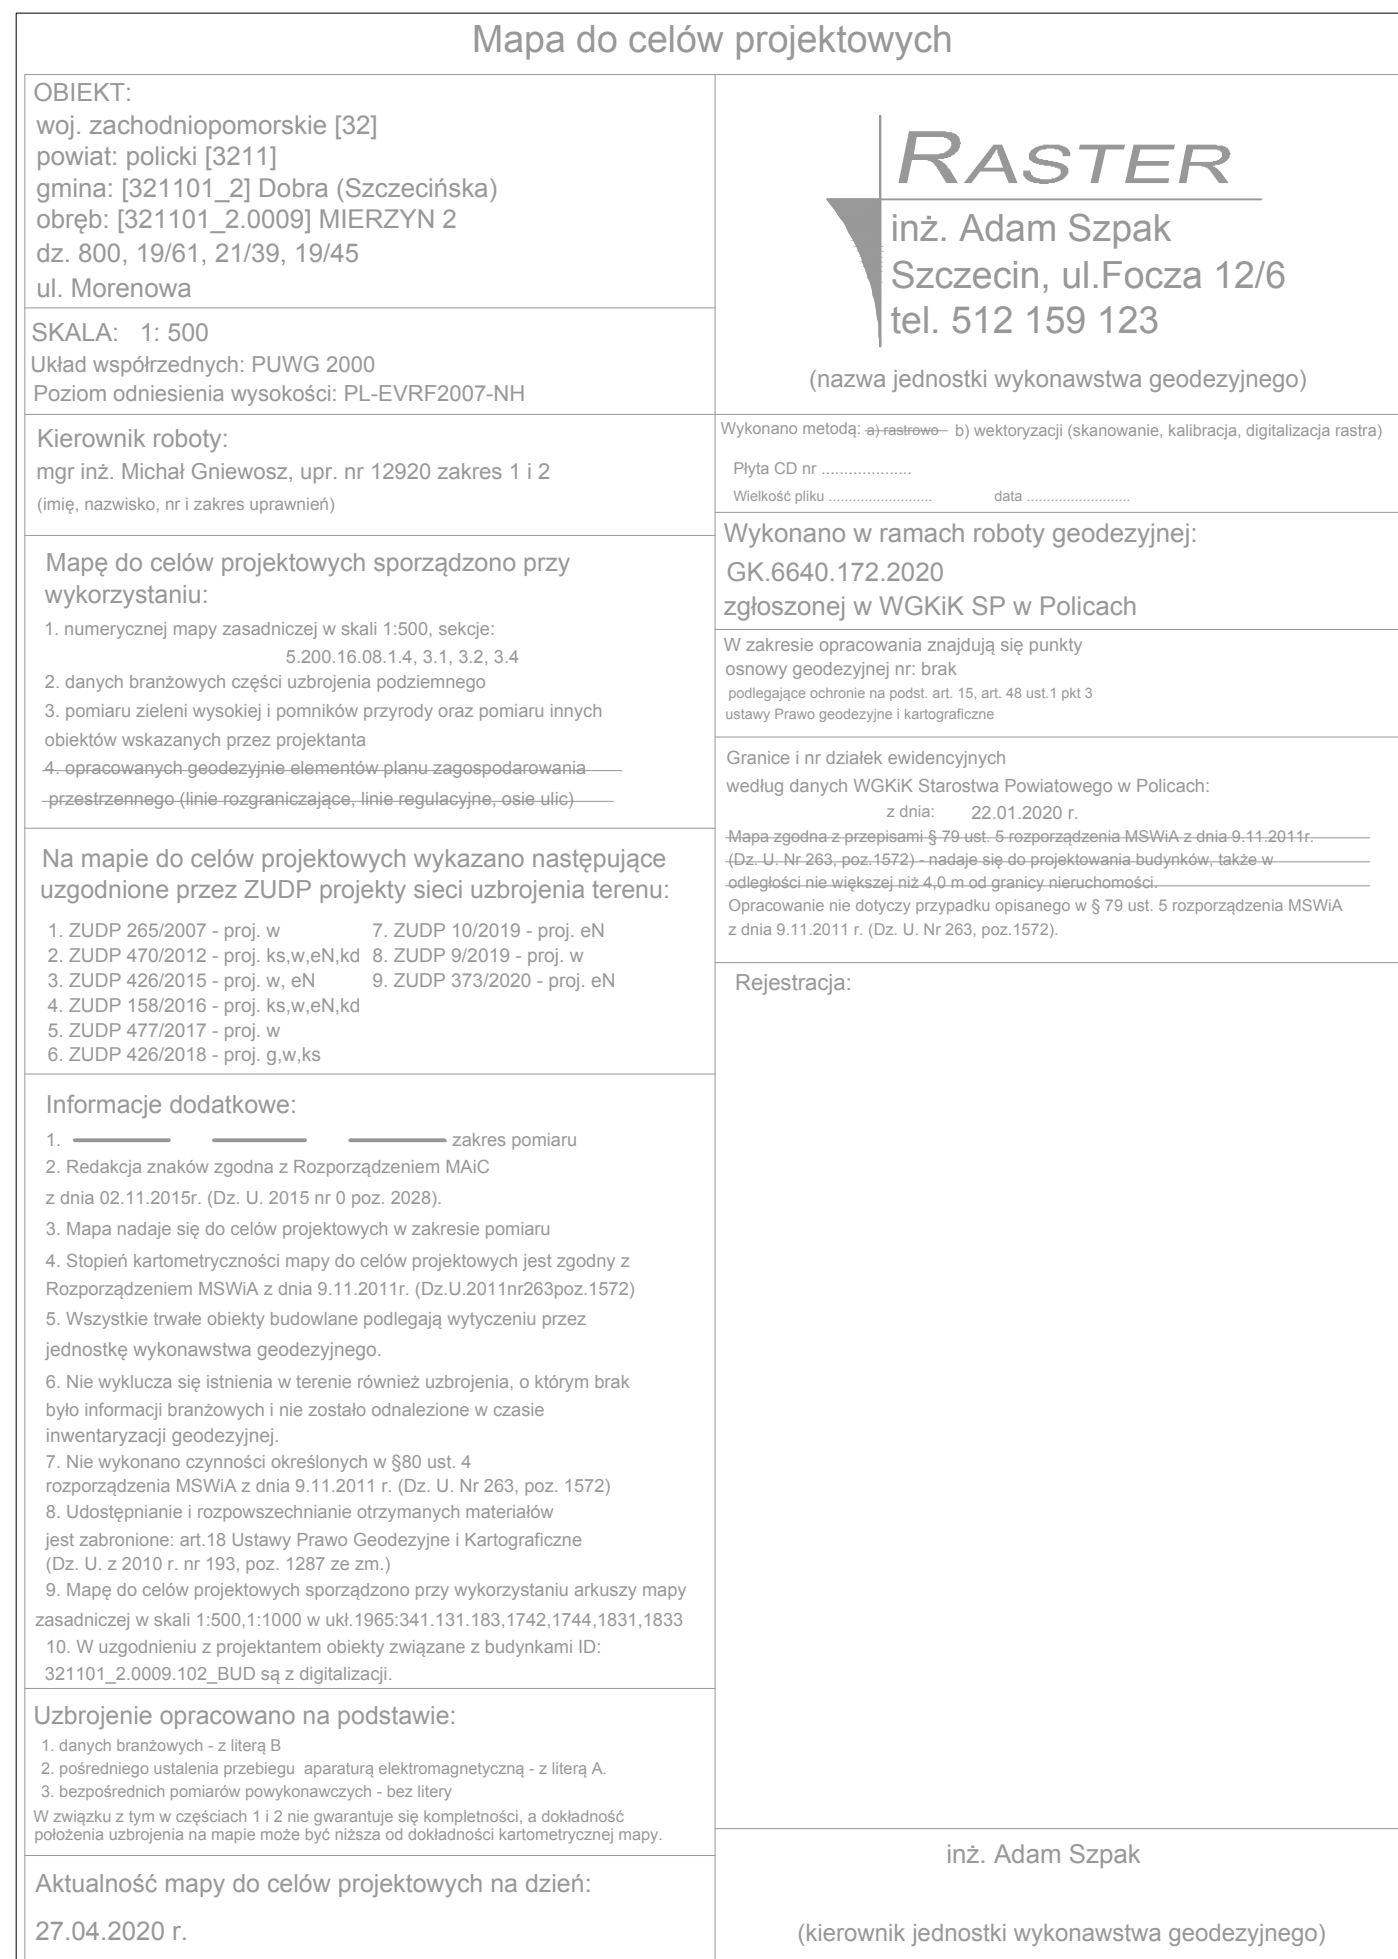 Mapa do celów projektowych
OBIEKT:
woj. zachodniopomorskie [32]
powiat: policki [3211]
gmina: [321101_2] Dobra (Szczecińska)
obręb: [321101_2.0009] MIERZYN 2
dz. 800, 19/61, 21/39, 19/45
ul. Morenowa
SKALA: 1: 500
Układ współrzednych: PUWG 2000
Poziom odniesienia wysokości: PL-EVRF2007-NH
Kierownik roboty:
mgr inż. Michał Gniewosz, upr. nr 12920 zakres 1 i 2
(imię, nazwisko, nr i zakres uprawnień)
Mapę do celów projektowych sporządzono przy
wykorzystaniu:
1. numerycznej mapy zasadniczej w skali 1:500, sekcje:
5.200.16.08.1.4, 3.1, 3.2, 3.4
2. danych branżowych części uzbrojenia podziemnego
3. pomiaru zieleni wysokiej i pomników przyrody oraz pomiaru innych
obiektów wskazanych przez projektanta
4. opracowanych geodezyjnie elementów planu zagospodarowania
przestrzennego (linie rozgraniczające, linie regulacyjne, osie ulic)
Na mapie do celów projektowych wykazano następujące
uzgodnione przez ZUDP projekty sieci uzbrojenia terenu:
1. ZUDP 265/2007 - proj. w
2. ZUDP 470/2012 - proj. ks,w,eN,kd
3. ZUDP 426/2015 - proj. w, eN
4. ZUDP 158/2016 - proj. ks,w,eN,kd
5. ZUDP 477/2017 - proj. w
6. ZUDP 426/2018 - proj. g,w,ks
7. ZUDP 10/2019 - proj. eN
8. ZUDP 9/2019 - proj. w
9. ZUDP 373/2020 - proj. eN
Informacje dodatkowe:
1. zakres pomiaru
2. Redakcja znaków zgodna z Rozporządzeniem MAiC
z dnia 02.11.2015r. (Dz. U. 2015 nr 0 poz. 2028).
3. Mapa nadaje się do celów projektowych w zakresie pomiaru
4. Stopień kartometryczności mapy do celów projektowych jest zgodny z
Rozporządzeniem MSWiA z dnia 9.11.2011r. (Dz.U.2011nr263poz.1572)
5. Wszystkie trwałe obiekty budowlane podlegają wytyczeniu przez
jednostkę wykonawstwa geodezyjnego.
6. Nie wyklucza się istnienia w terenie również uzbrojenia, o którym brak
było informacji branżowych i nie zostało odnalezione w czasie
inwentaryzacji geodezyjnej.
7. Nie wykonano czynności określonych w §80 ust. 4
rozporządzenia MSWiA z dnia 9.11.2011 r. (Dz. U. Nr 263, poz. 1572)
8. Udostępnianie i rozpowszechnianie otrzymanych materiałów
jest zabronione: art.18 Ustawy Prawo Geodezyjne i Kartograficzne
(Dz. U. z 2010 r. nr 193, poz. 1287 ze zm.)
9. Mapę do celów projektowych sporządzono przy wykorzystaniu arkuszy mapy
zasadniczej w skali 1:500,1:1000 w ukł.1965:341.131.183,1742,1744,1831,1833
10. W uzgodnieniu z projektantem obiekty związane z budynkami ID:
321101_2.0009.102_BUD są z digitalizacji.
Uzbrojenie opracowano na podstawie:
1. danych branżowych - z literą B
2. pośredniego ustalenia przebiegu aparaturą elektromagnetyczną - z literą A.
3. bezpośrednich pomiarów powykonawczych - bez litery
W związku z tym w częściach 1 i 2 nie gwarantuje się kompletności, a dokładność
położenia uzbrojenia na mapie może być niższa od dokładności kartometrycznej mapy.
Aktualność mapy do celów projektowych na dzień:
27.04.2020 r.
RASTER
inż. Adam Szpak
Szczecin, ul.Focza 12/6
tel. 512 159 123
(nazwa jednostki wykonawstwa geodezyjnego)
Wykonano metodą: a) rastrowo b) wektoryzacji (skanowanie, kalibracja, digitalizacja rastra)
Płyta CD nr ....................
Wielkość pliku .......................... data ..........................
Wykonano w ramach roboty geodezyjnej:
GK.6640.172.2020
zgłoszonej w WGKiK SP w Policach
W zakresie opracowania znajdują się punkty
osnowy geodezyjnej nr: brak
podlegające ochronie na podst. art. 15, art. 48 ust.1 pkt 3
ustawy Prawo geodezyjne i kartograficzne
Granice i nr działek ewidencyjnych
według danych WGKiK Starostwa Powiatowego w Policach:
z dnia: 22.01.2020 r.
Mapa zgodna z przepisami § 79 ust. 5 rozporządzenia MSWiA z dnia 9.11.2011r.
(Dz. U. Nr 263, poz.1572) - nadaje się do projektowania budynków, także w
odległości nie większej niż 4,0 m od granicy nieruchomości.
Opracowanie nie dotyczy przypadku opisanego w § 79 ust. 5 rozporządzenia MSWiA
z dnia 9.11.2011 r. (Dz. U. Nr 263, poz.1572).
Rejestracja:
inż. Adam Szpak
(kierownik jednostki wykonawstwa geodezyjnego)